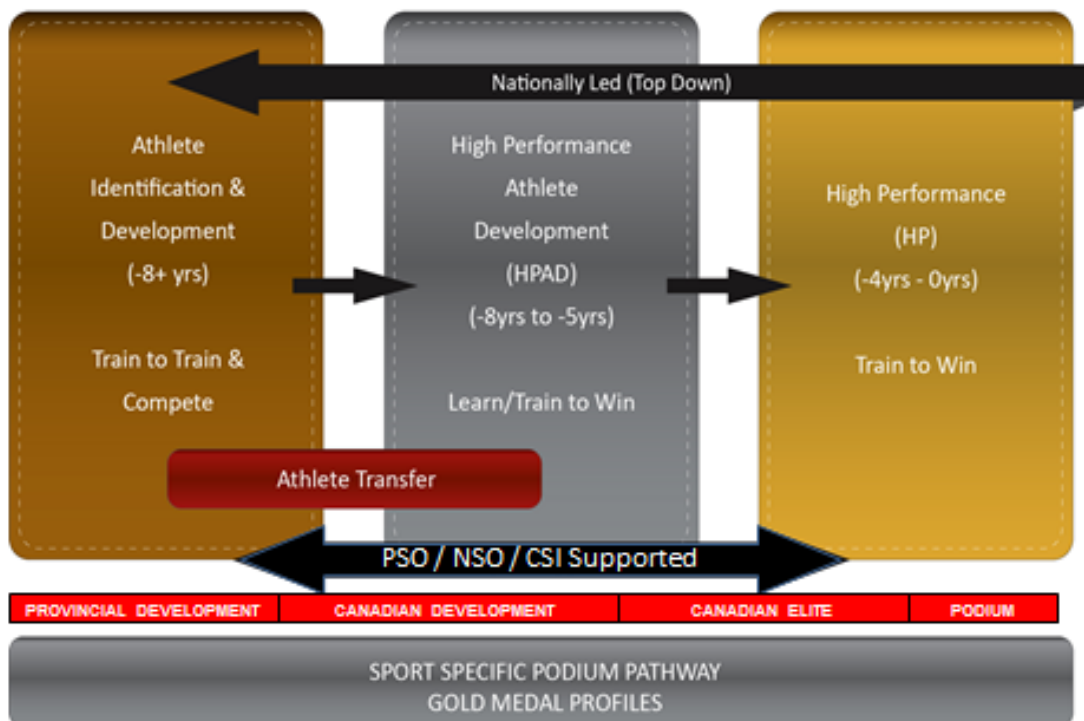 Nationally Led (Top Down)
Athlete
Identification &
Development
(-8+ yrs)
Train to Train &
Compete
High Performance
Athlete
Development
(HPAD)
(-8yrs to -5yrs)
Learn/Train to Win
High Performance
(HP)
(-4yrs - 0yrs)
Train to Win
Athlete Transfer
PSO / NSO / CSI Supported
PROVINCIAL DEVELOPMENT
CANADIAN DEVELOPMENT
CANADIAN ELITE
PODIUM
SPORT SPECIFIC PODIUM PATHWAY
GOLD MEDAL PROFILES